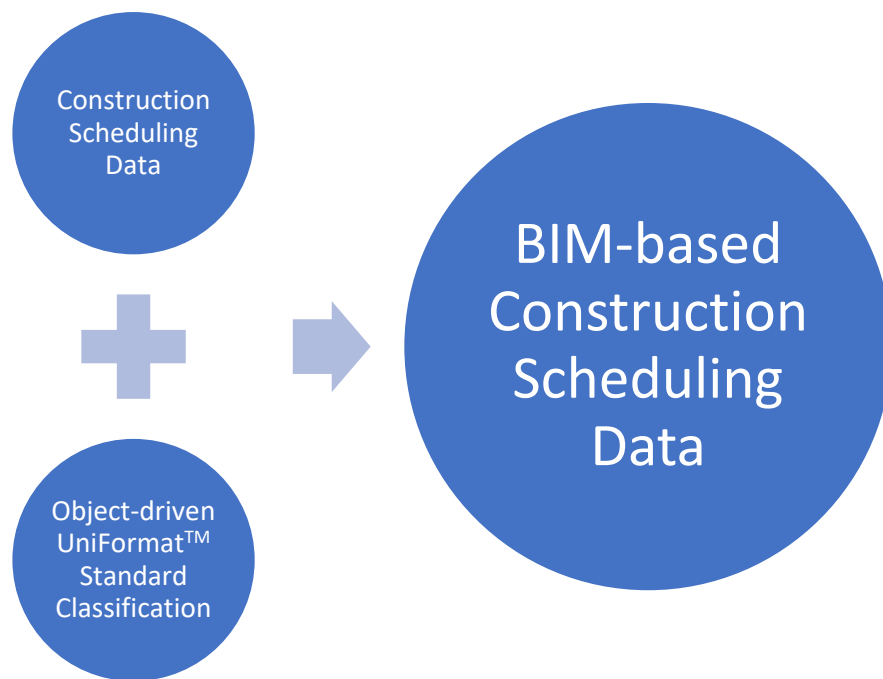 Construction
Scheduling
Data
Object-driven
UniFormat™
Standard
Classification
BIM-based
Construction
Scheduling
Data